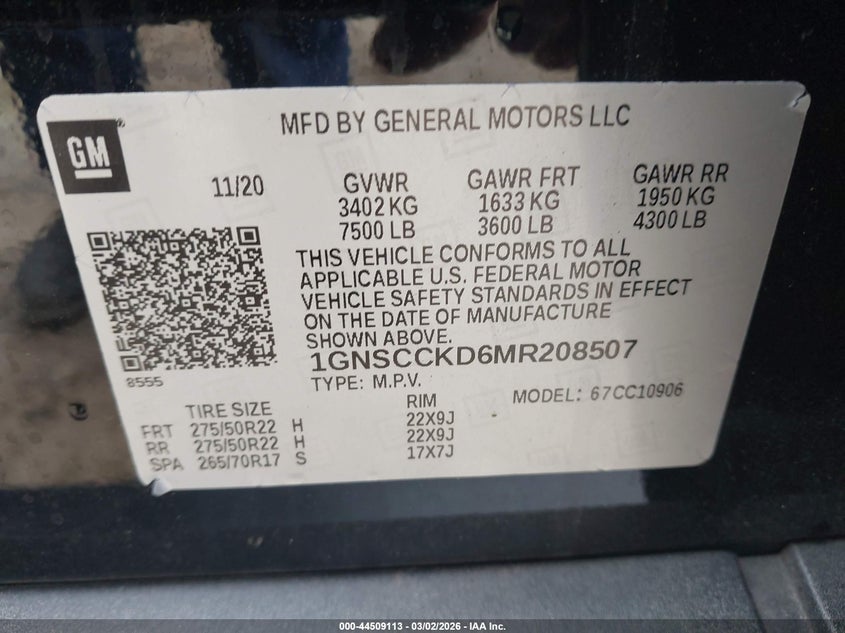 MFD BY GENERAL MOTORS LLC
GM
11/20
GVWR GAWR FRT GAWR RR
3402 KG 1633 KG 1950 KG
7500 LB 3600 LB 4300 LB
THIS VEHICLE CONFORMS TO ALL
APPLICABLE U.S. FEDERAL MOTOR
VEHICLE SAFETY STANDARDS IN EFFECT
ON THE DATE OF MANUFACTURE
SHOWN ABOVE.
1GNSCCKD6MR208507
8555
TYPE: M.P.V. MODEL: 67CC10906
TIRE SIZE RIM
FRT 275/50R22 H 22X9J
RR 275/50R22 H 22X9J
SPA 265/70R17 S 17X7J
000-44509113 - 03/02/2026 - IAA Inc.